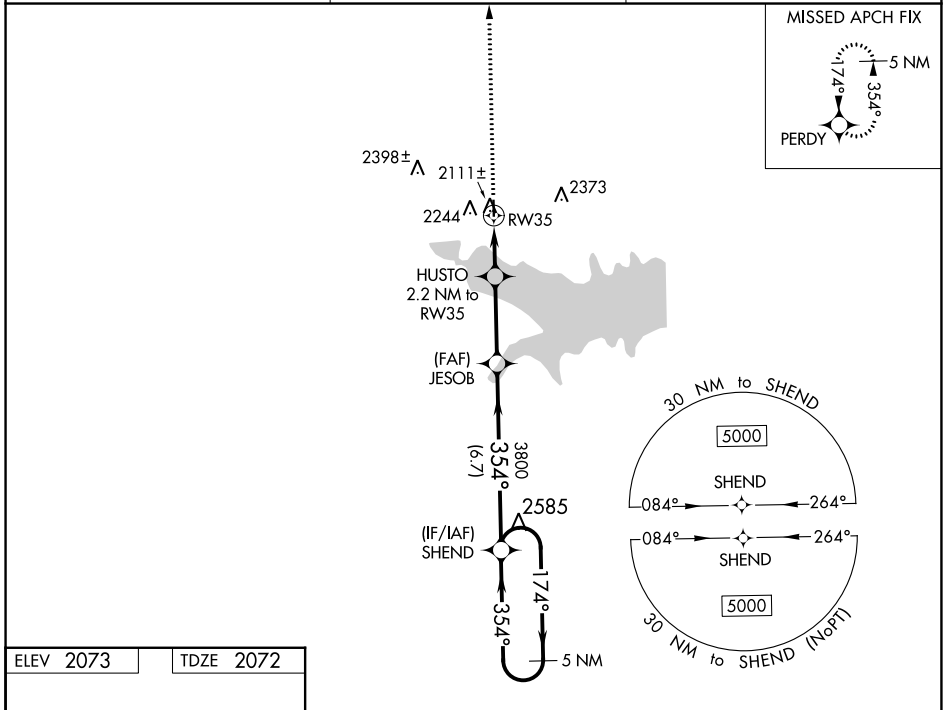 MISSED APCH FIX
5 NM
174°
354°
PERDY
2398±
2111±
2373
2244
RW35
HUSTO
2.2 NM to
RW35
(FAF)
JESOB
3800
354°
(6.7)
30 NM to SHEND
5000
SHEND
084°
264°
2585
(IF/IAF)
SHEND
084°
264°
SHEND
174°
354°
5000
30 NM to SHEND (NoPT)
5 NM
ELEV 2073
TDZE 2072